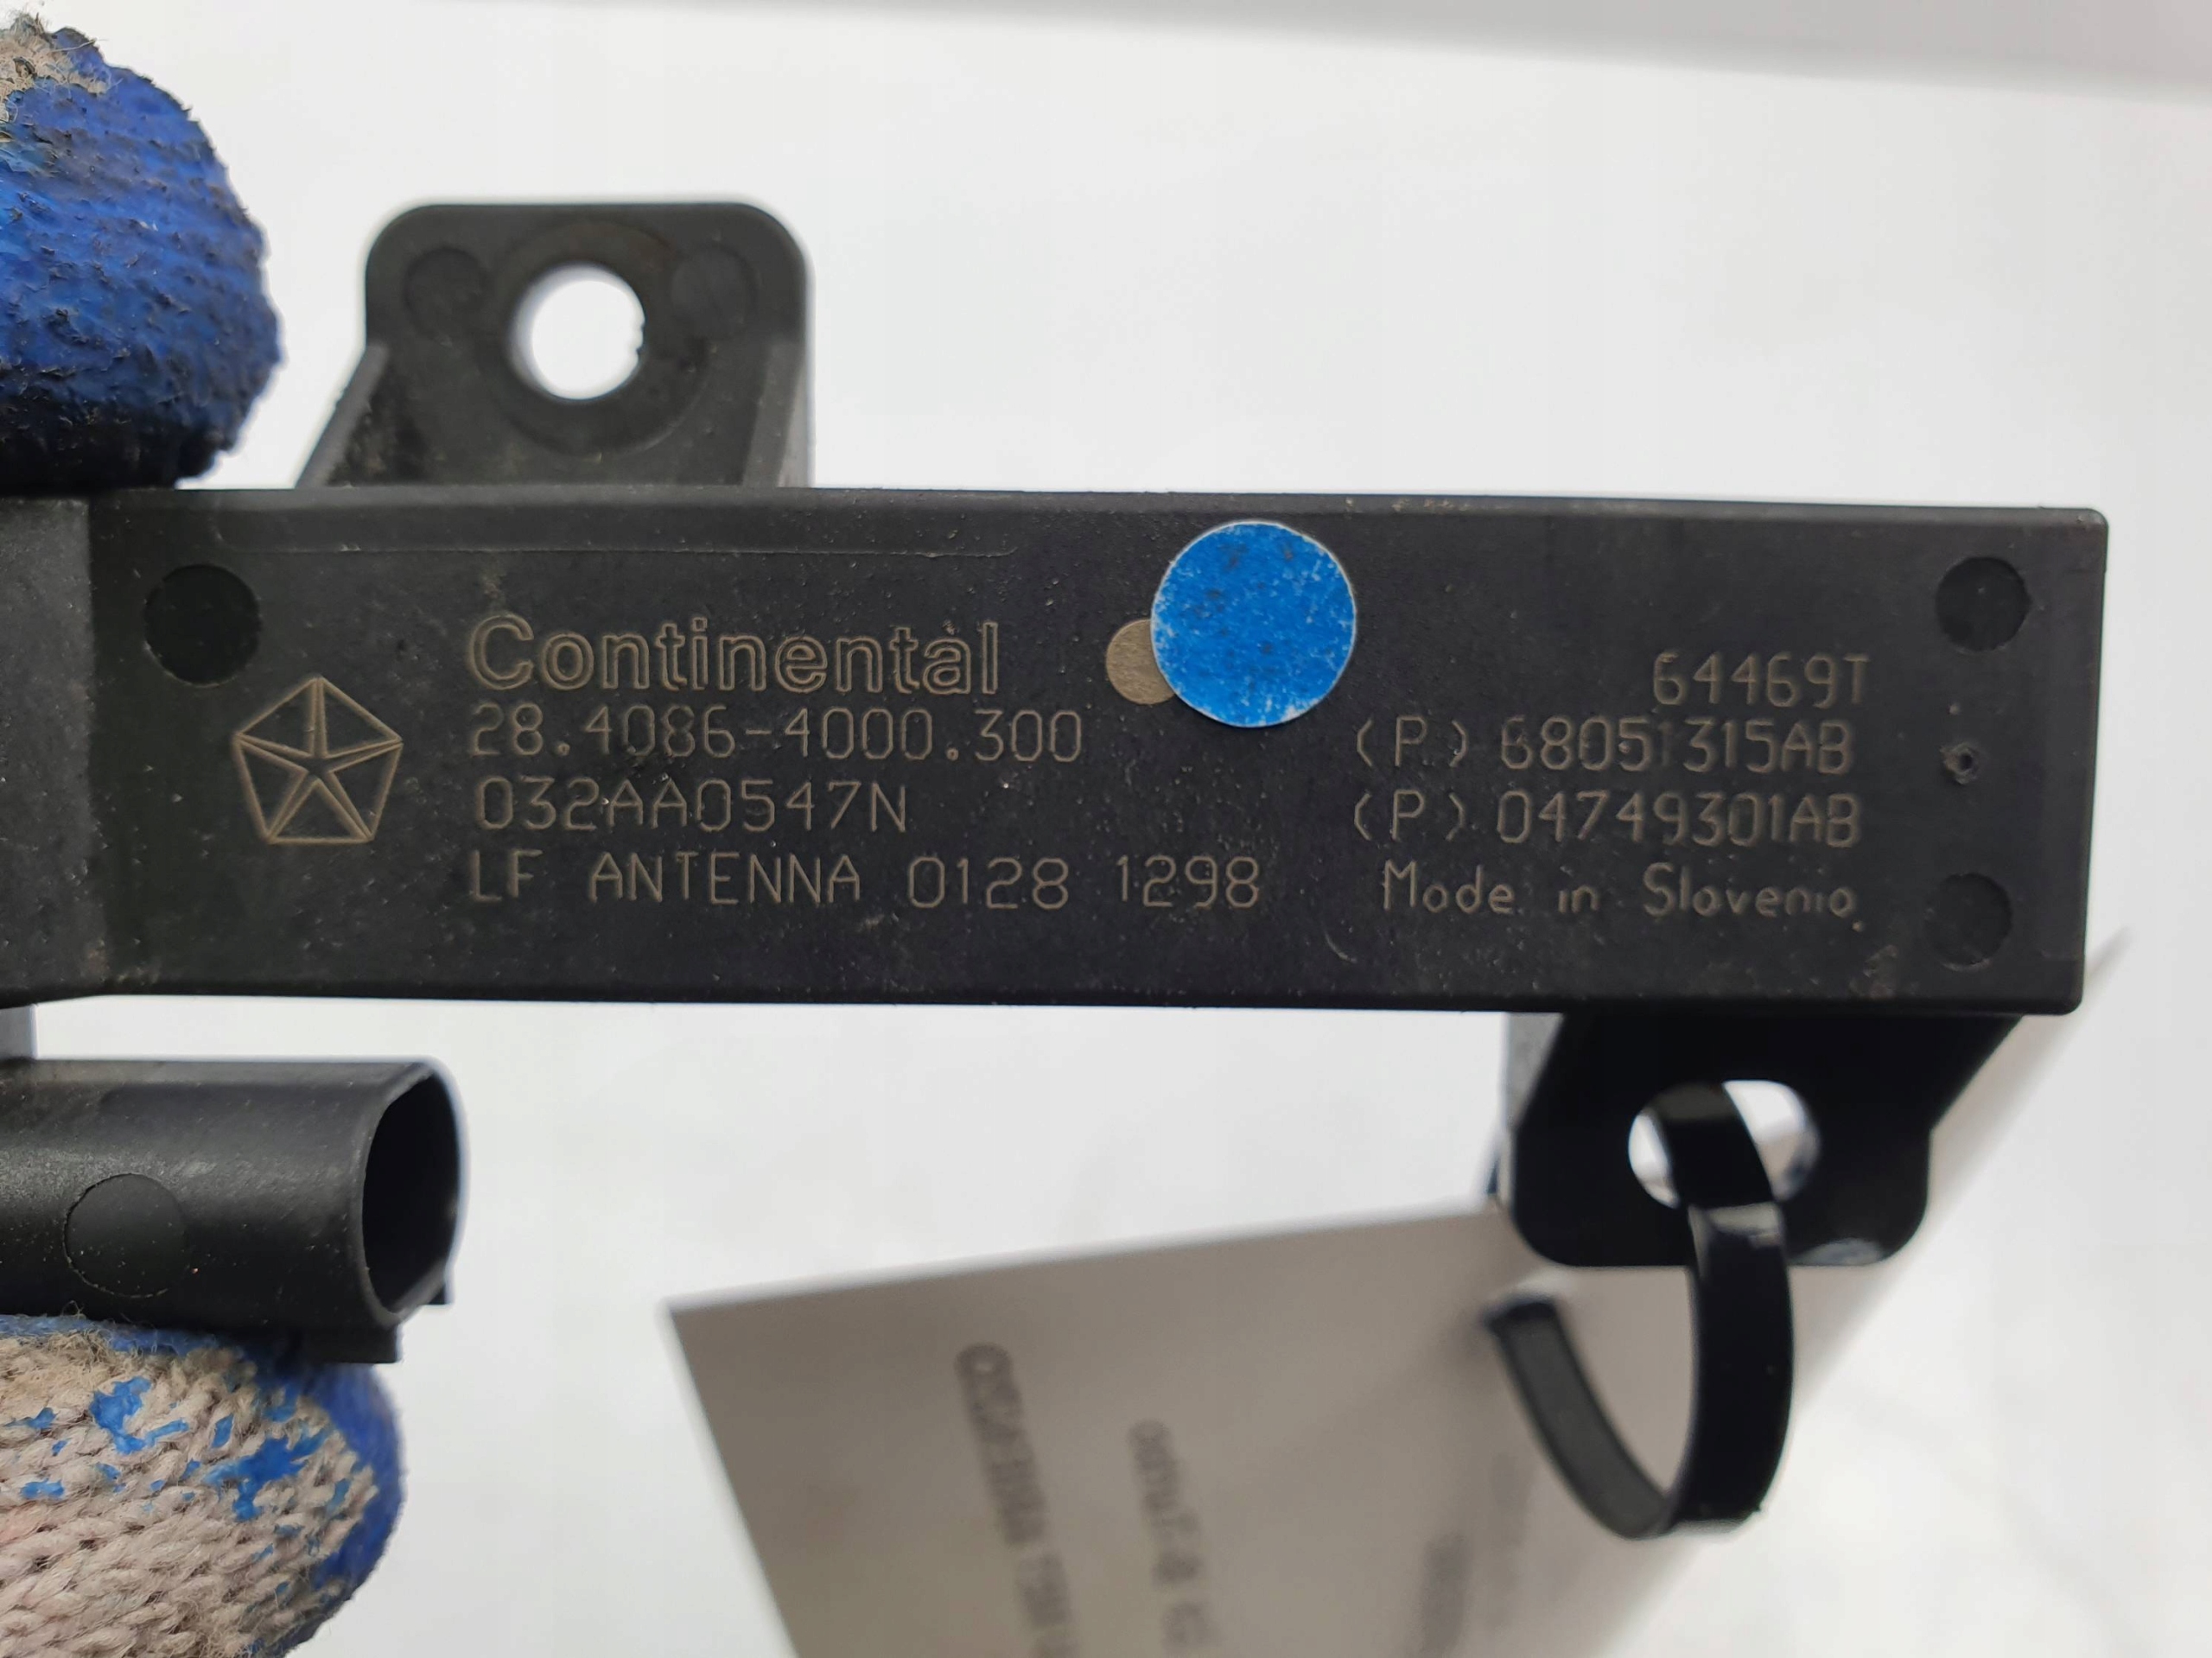 Continental
28.4086-4000.300
032AA0547N
LF ANTENNA 0128 1298
64469T
(P) 68051315AB
(P) 04749301AB
Made in Slovenia